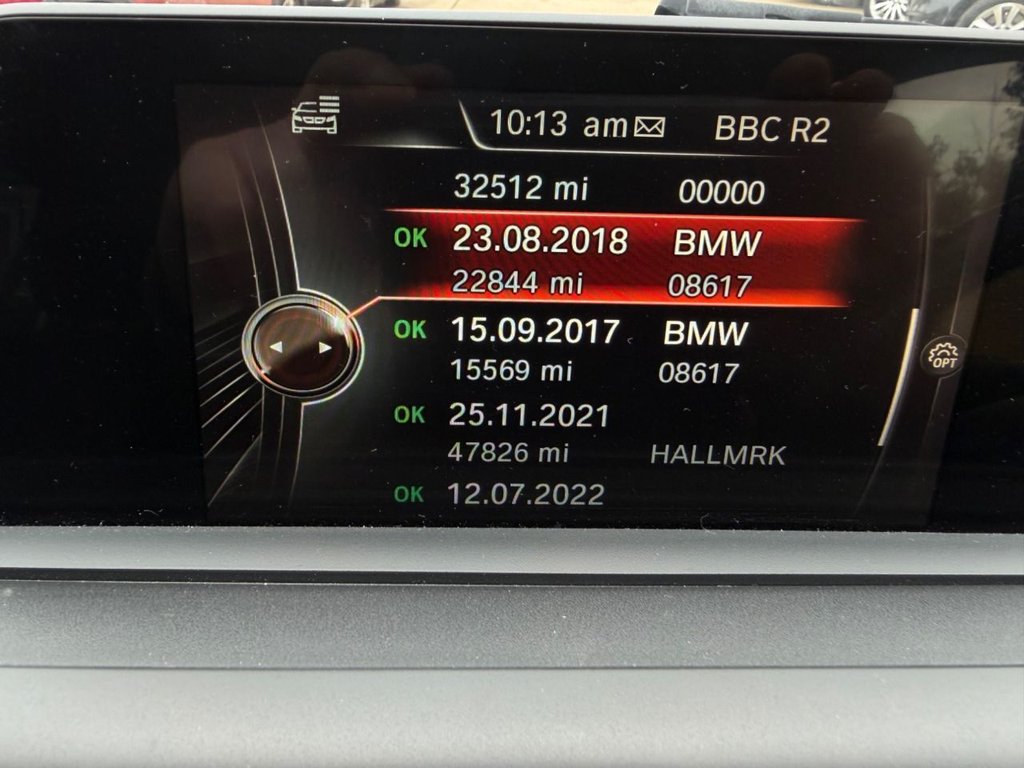 10:13 am BBC R2
32512 mi 00000
OK 23.08.2018 BMW
22844 mi 08617
OK 15.09.2017 BMW
15569 mi 08617
OK 25.11.2021
47826 mi HALLMRK
OK 12.07.2022
OPT